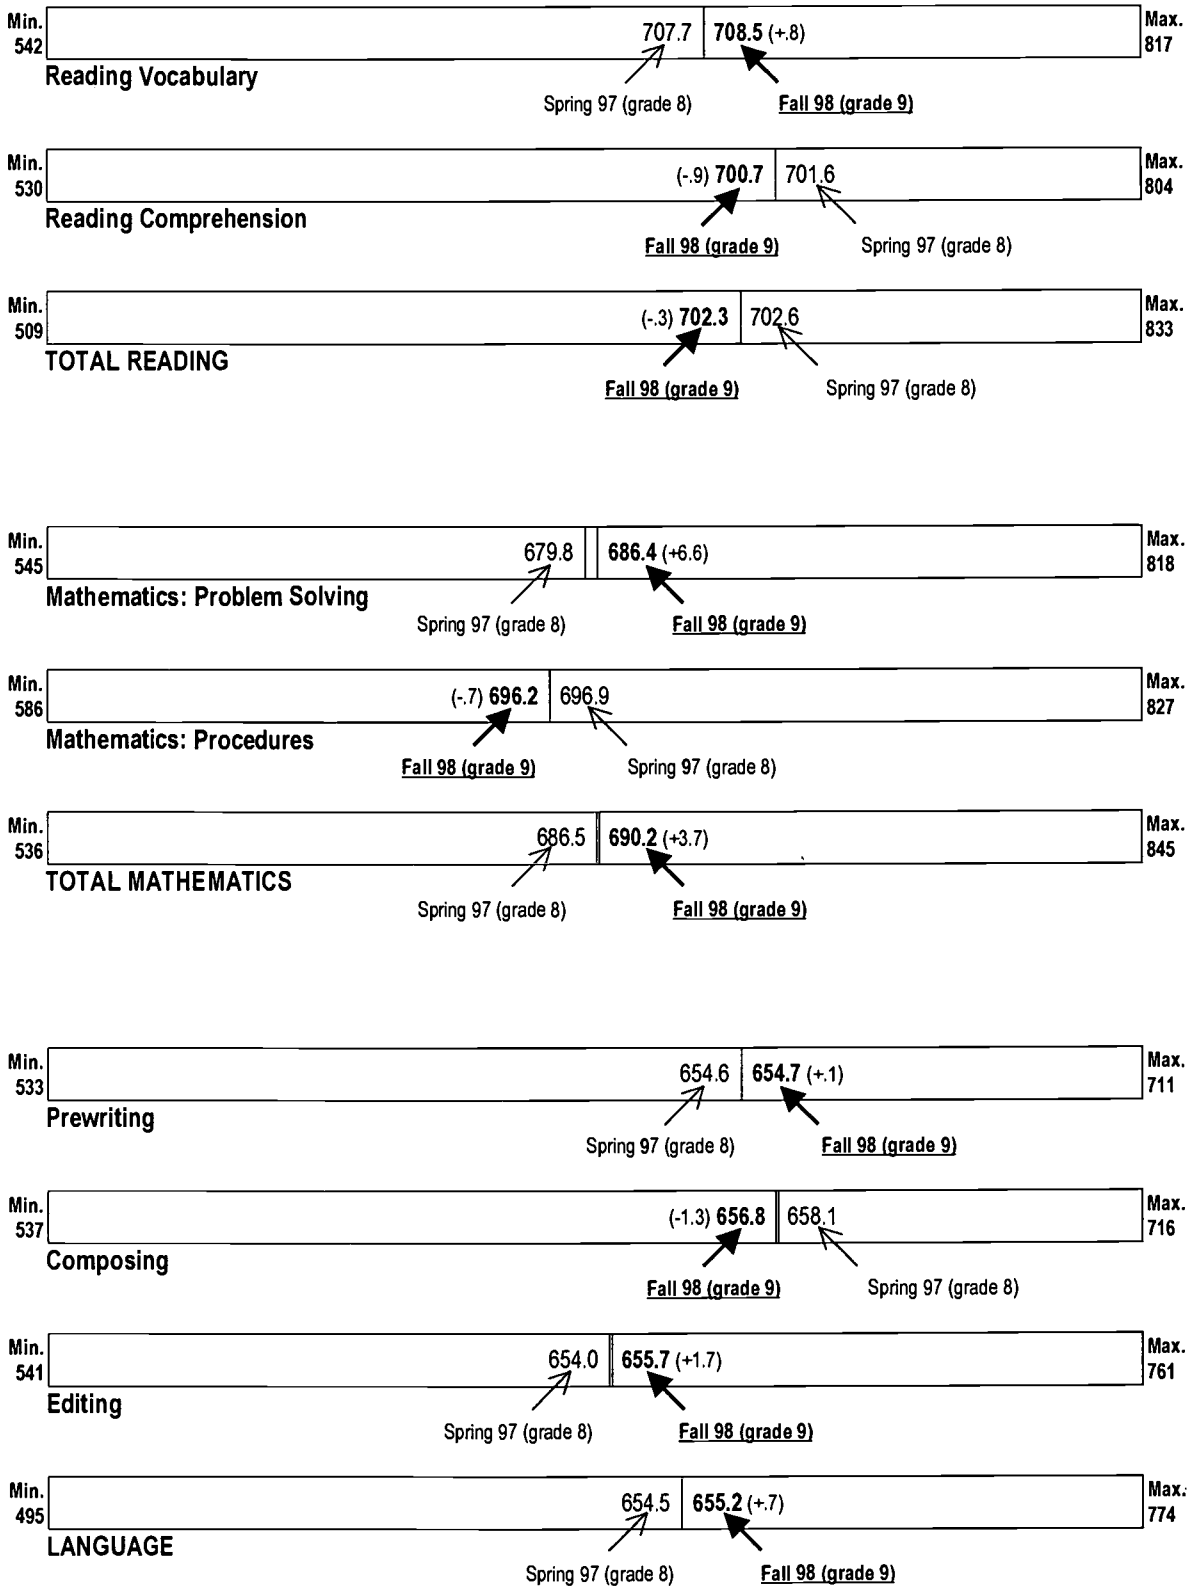 Min. 707.7 708.5 (+.8) Max.
542 817
Reading Vocabulary
Spring 97 (grade 8) Fall 98 (grade 9)
Min. (-.9) 700.7 701.6 Max.
530 804
Reading Comprehension
Fall 98 (grade 9) Spring 97 (grade 8)
Min. (-.3) 702.3 702.6 Max.
509 833
TOTAL READING
Fall 98 (grade 9) Spring 97 (grade 8)
Min. 679.8 686.4 (+6.6) Max.
545 818
Mathematics: Problem Solving
Spring 97 (grade 8) Fall 98 (grade 9)
Min. (-.7) 696.2 696.9 Max.
586 827
Mathematics: Procedures
Fall 98 (grade 9) Spring 97 (grade 8)
Min. 686.5 690.2 (+3.7) Max.
536 845
TOTAL MATHEMATICS
Spring 97 (grade 8) Fall 98 (grade 9)
Min. 654.6 654.7 (+.1) Max.
533 711
Prewriting
Spring 97 (grade 8) Fall 98 (grade 9)
Min. (-1.3) 656.8 658.1 Max.
537 716
Composing
Fall 98 (grade 9) Spring 97 (grade 8)
Min. 654.0 655.7 (+1.7) Max.
541 761
Editing
Spring 97 (grade 8) Fall 98 (grade 9)
Min. 654.5 655.2 (+.7) Max.
495 774
LANGUAGE
Spring 97 (grade 8) Fall 98 (grade 9)